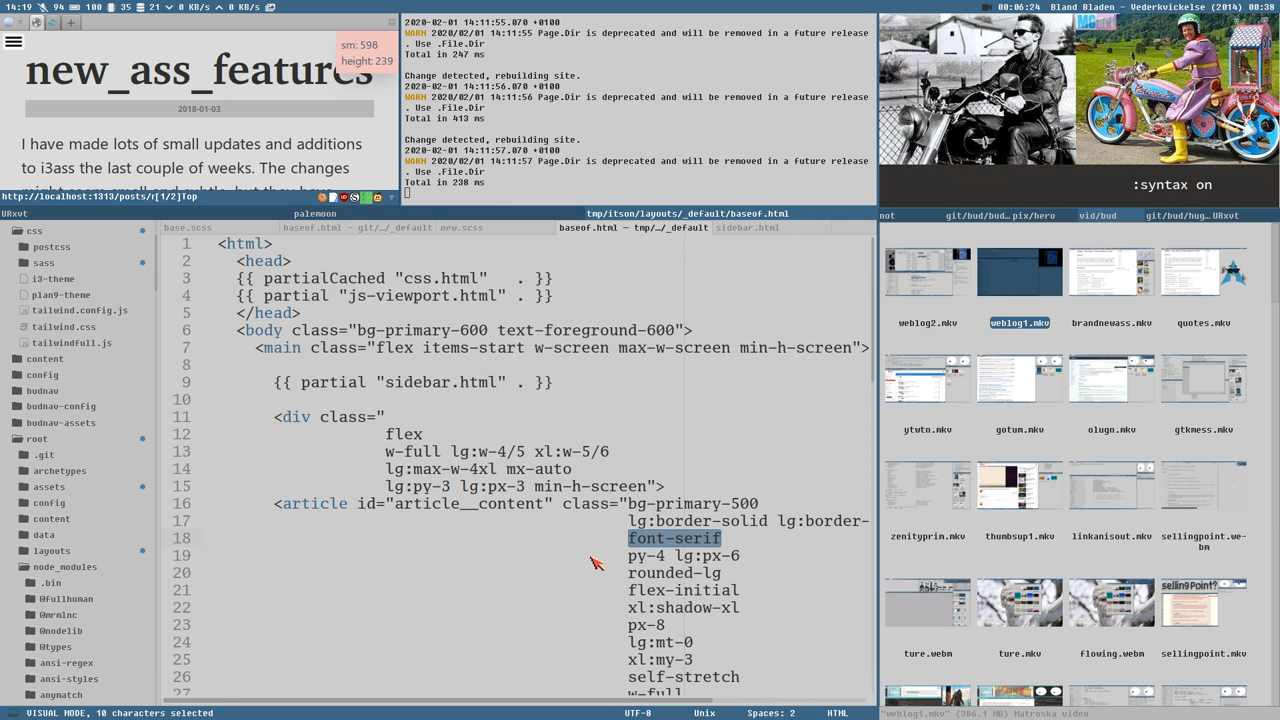 14:19 94 100 35 21 0 KB/s 0 KB/s
00:06:24 Bland Bladen - Vederkvickelse (2014) 00:38
new_ass_features
sm: 598
height: 239
2018-01-03
I have made lots of small updates and additions
to i3ass the last couple of weeks. The changes
http://localhost:1313/posts/r[1/2]Top
2020-02-01 14:11:55.070 +0100
WARN 2020/02/01 14:11:55 Page.Dir is deprecated and will be removed in a future release
. Use .File.Dir
Total in 247 ms
Change detected, rebuilding site.
2020-02-01 14:11:56.070 +0100
WARN 2020/02/01 14:11:56 Page.Dir is deprecated and will be removed in a future release
. Use .File.Dir
Total in 413 ms
Change detected, rebuilding site.
2020-02-01 14:11:57.070 +0100
WARN 2020/02/01 14:11:57 Page.Dir is deprecated and will be removed in a future release
. Use .File.Dir
Total in 238 ms
:syntax on
URxvt palemoon tmp/itson/layouts/_default/baseof.html
base.scss baseof.html — git/…/_default new.scss baseof.html — tmp/…/_default sidebar.html
css
postcss
sass
i3-theme
plan9-theme
tailwind.config.js
tailwind.css
tailwindfull.js
content
config
budnav
budnav-config
budnav-assets
root
.git
archetypes
assets
config
content
data
layouts
node_modules
.bin
@fullhuman
@mrmlnc
@nodelib
@types
ansi-regex
ansi-styles
anymatch
1 <html>
2 <head>
3 {{ partialCached "css.html" . }}
4 {{ partial "js-viewport.html" . }}
5 </head>
6 <body class="bg-primary-600 text-foreground-600">
7 <main class="flex items-start w-screen max-w-screen min-h-screen">
8
9 {{ partial "sidebar.html" . }}
10
11 <div class="
12 flex
13 w-full lg:w-4/5 xl:w-5/6
14 lg:max-w-4xl mx-auto
15 lg:py-3 lg:px-3 min-h-screen">
16 <article id="article__content" class="bg-primary-500
17 lg:border-solid lg:border-
18 font-serif
19 py-4 lg:px-6
20 rounded-lg
21 flex-initial
22 xl:shadow-xl
23 px-8
24 lg:mt-0
25 xl:my-3
26 self-stretch
27 w-full
not git/bud/bud… pix/hero vid/bud git/bud/hug… URxvt
weblog2.mkv weblog1.mkv brandnewass.mkv quotes.mkv
ytwtn.mkv gotum.mkv olugn.mkv gtkmess.mkv
zenityprim.mkv thumbsup1.mkv linkanisout.mkv sellingpoint.we-
bm
selling Point?
ture.webm ture.mkv flowing.webm sellingpoint.mkv
"weblog1.mkv" (386.1 MB) Matroska video
VISUAL MODE, 10 characters selected UTF-8 Unix Spaces: 2 HTML